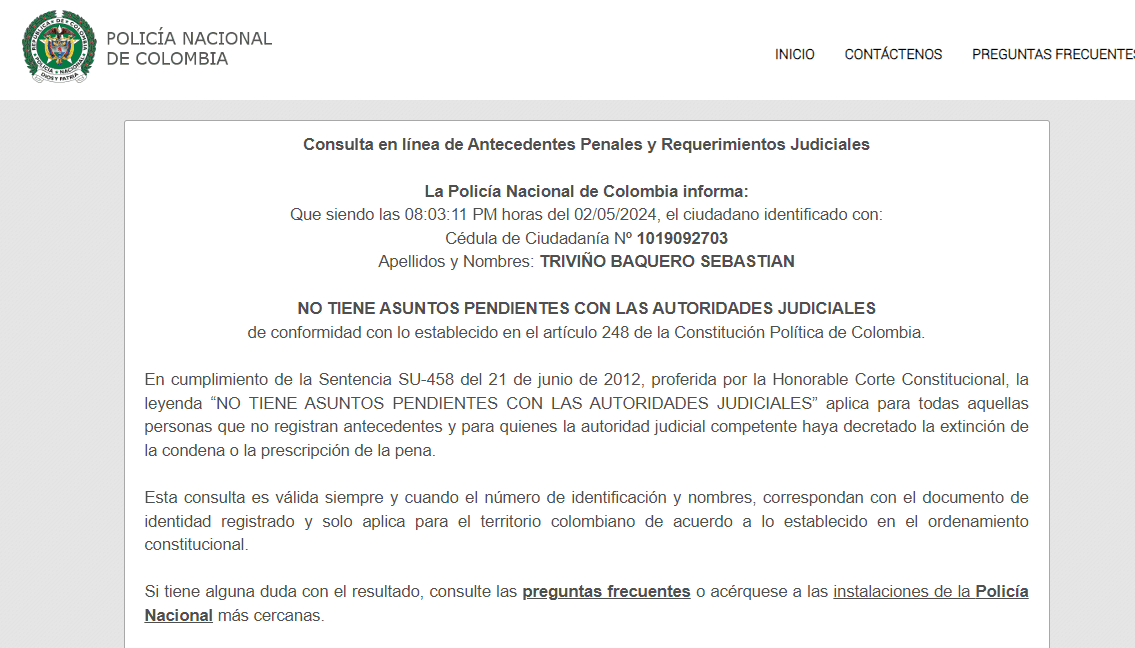 POLICÍA NACIONAL
DE COLOMBIA
INICIO CONTÁCTENOS PREGUNTAS FRECUENTES
Consulta en línea de Antecedentes Penales y Requerimientos Judiciales
La Policía Nacional de Colombia informa:
Que siendo las 08:03:11 PM horas del 02/05/2024, el ciudadano identificado con:
Cédula de Ciudadanía Nº 1019092703
Apellidos y Nombres: TRIVIÑO BAQUERO SEBASTIAN
NO TIENE ASUNTOS PENDIENTES CON LAS AUTORIDADES JUDICIALES
de conformidad con lo establecido en el artículo 248 de la Constitución Política de Colombia.
En cumplimiento de la Sentencia SU-458 del 21 de junio de 2012, proferida por la Honorable Corte Constitucional, la
leyenda “NO TIENE ASUNTOS PENDIENTES CON LAS AUTORIDADES JUDICIALES” aplica para todas aquellas
personas que no registran antecedentes y para quienes la autoridad judicial competente haya decretado la extinción de
la condena o la prescripción de la pena.
Esta consulta es válida siempre y cuando el número de identificación y nombres, correspondan con el documento de
identidad registrado y solo aplica para el territorio colombiano de acuerdo a lo establecido en el ordenamiento
constitucional.
Si tiene alguna duda con el resultado, consulte las preguntas frecuentes o acérquese a las instalaciones de la Policía
Nacional más cercanas.